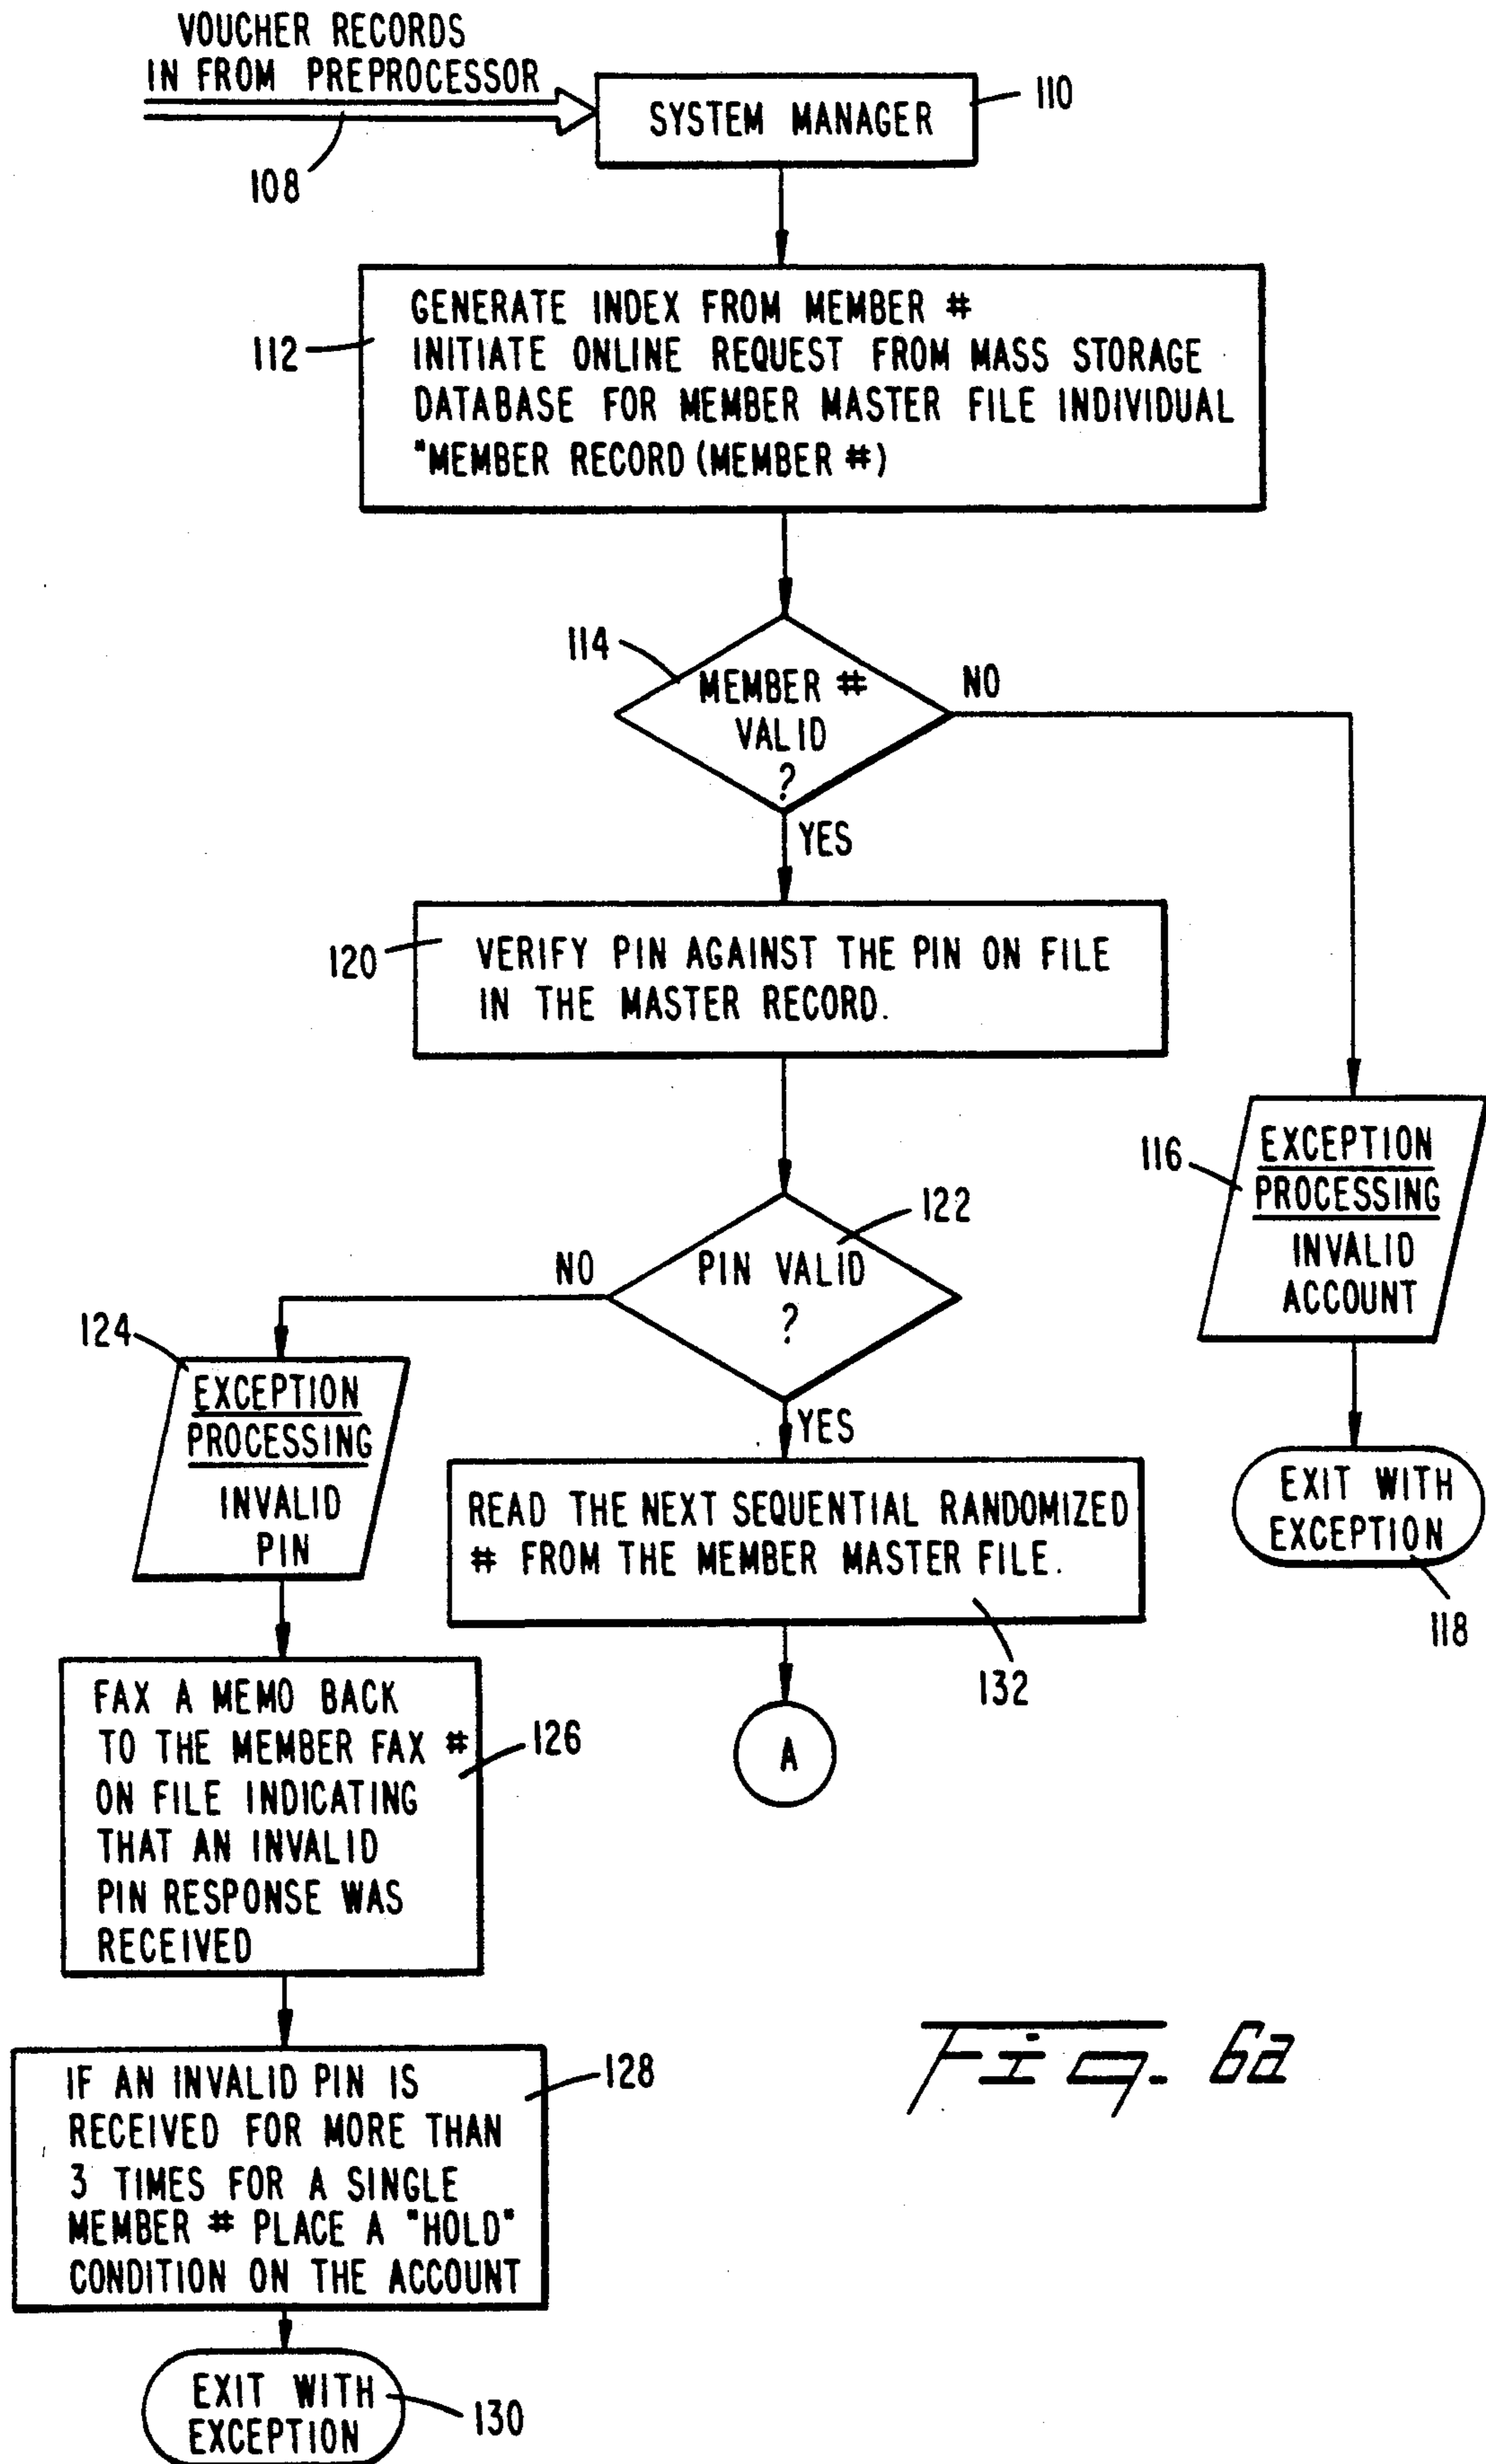 VOUCHER RECORDS
IN FROM PREPROCESSOR
108
SYSTEM MANAGER
110
112
GENERATE INDEX FROM MEMBER #
INITIATE ONLINE REQUEST FROM MASS STORAGE
DATABASE FOR MEMBER MASTER FILE INDIVIDUAL
"MEMBER RECORD (MEMBER #)
114
MEMBER #
VALID
?
NO
YES
120
VERIFY PIN AGAINST THE PIN ON FILE
IN THE MASTER RECORD.
116
EXCEPTION
PROCESSING
INVALID
ACCOUNT
122
PIN VALID
?
NO
YES
124
EXCEPTION
PROCESSING
INVALID
PIN
READ THE NEXT SEQUENTIAL RANDOMIZED
# FROM THE MEMBER MASTER FILE.
132
EXIT WITH
EXCEPTION
118
FAX A MEMO BACK
TO THE MEMBER FAX #
ON FILE INDICATING
THAT AN INVALID
PIN RESPONSE WAS
RECEIVED
126
A
IF AN INVALID PIN IS
RECEIVED FOR MORE THAN
3 TIMES FOR A SINGLE
MEMBER # PLACE A "HOLD"
CONDITION ON THE ACCOUNT
128
EXIT WITH
EXCEPTION
130
Fig. 6a